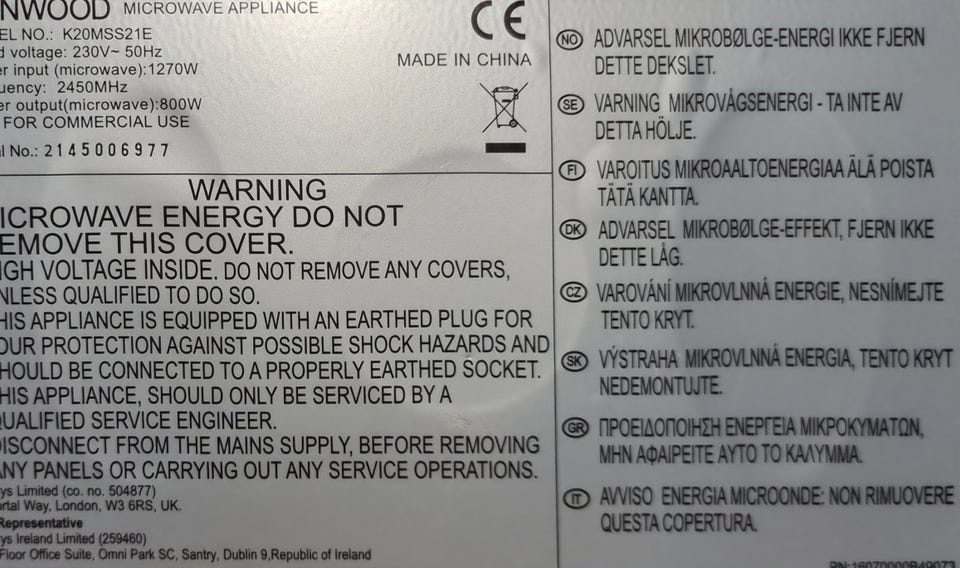 NWOOD MICROWAVE APPLIANCE
EL NO.: K20MSS21E
d voltage: 230V~ 50Hz
er input (microwave):1270W
uency: 2450MHz
er output(microwave):800W
FOR COMMERCIAL USE
al No.: 2145006977
CE
MADE IN CHINA
WARNING
ICROWAVE ENERGY DO NOT
EMOVE THIS COVER.
IGH VOLTAGE INSIDE. DO NOT REMOVE ANY COVERS,
NLESS QUALIFIED TO DO SO.
HIS APPLIANCE IS EQUIPPED WITH AN EARTHED PLUG FOR
OUR PROTECTION AGAINST POSSIBLE SHOCK HAZARDS AND
HOULD BE CONNECTED TO A PROPERLY EARTHED SOCKET.
HIS APPLIANCE, SHOULD ONLY BE SERVICED BY A
QUALIFIED SERVICE ENGINEER.
DISCONNECT FROM THE MAINS SUPPLY, BEFORE REMOVING
ANY PANELS OR CARRYING OUT ANY SERVICE OPERATIONS.
ys Limited (co. no. 504877)
ortal Way, London, W3 6RS, UK.
Representative
ys Ireland Limited (259460)
Floor Office Suite, Omni Park SC, Santry, Dublin 9,Republic of Ireland
NO ADVARSEL MIKROBØLGE-ENERGI IKKE FJERN
DETTE DEKSLET.
SE VARNING MIKROVÅGSENERGI - TA INTE AV
DETTA HÖLJE.
FI VAROITUS MIKROAALTOENERGIAA ÄLÄ POISTA
TÄTÄ KANTTA.
DK ADVARSEL MIKROBØLGE-EFFEKT, FJERN IKKE
DETTE LÅG.
CZ VAROVÁNÍ MIKROVLNNÁ ENERGIE, NESNÍMEJTE
TENTO KRYT.
SK VÝSTRAHA MIKROVLNNÁ ENERGIA, TENTO KRYT
NEDEMONTUJTE.
GR ΠΡΟΕΙΔΟΠΟΙΗΣΗ ΕΝΕΡΓΕΙΑ ΜΙΚΡΟΚΥΜΑΤΩΝ,
ΜΗΝ ΑΦΑΙΡΕΙΤΕ ΑΥΤΟ ΤΟ ΚΑΛΥΜΜΑ.
IT AVVISO ENERGIA MICROONDE: NON RIMUOVERE
QUESTA COPERTURA.
PN:16070000B49073